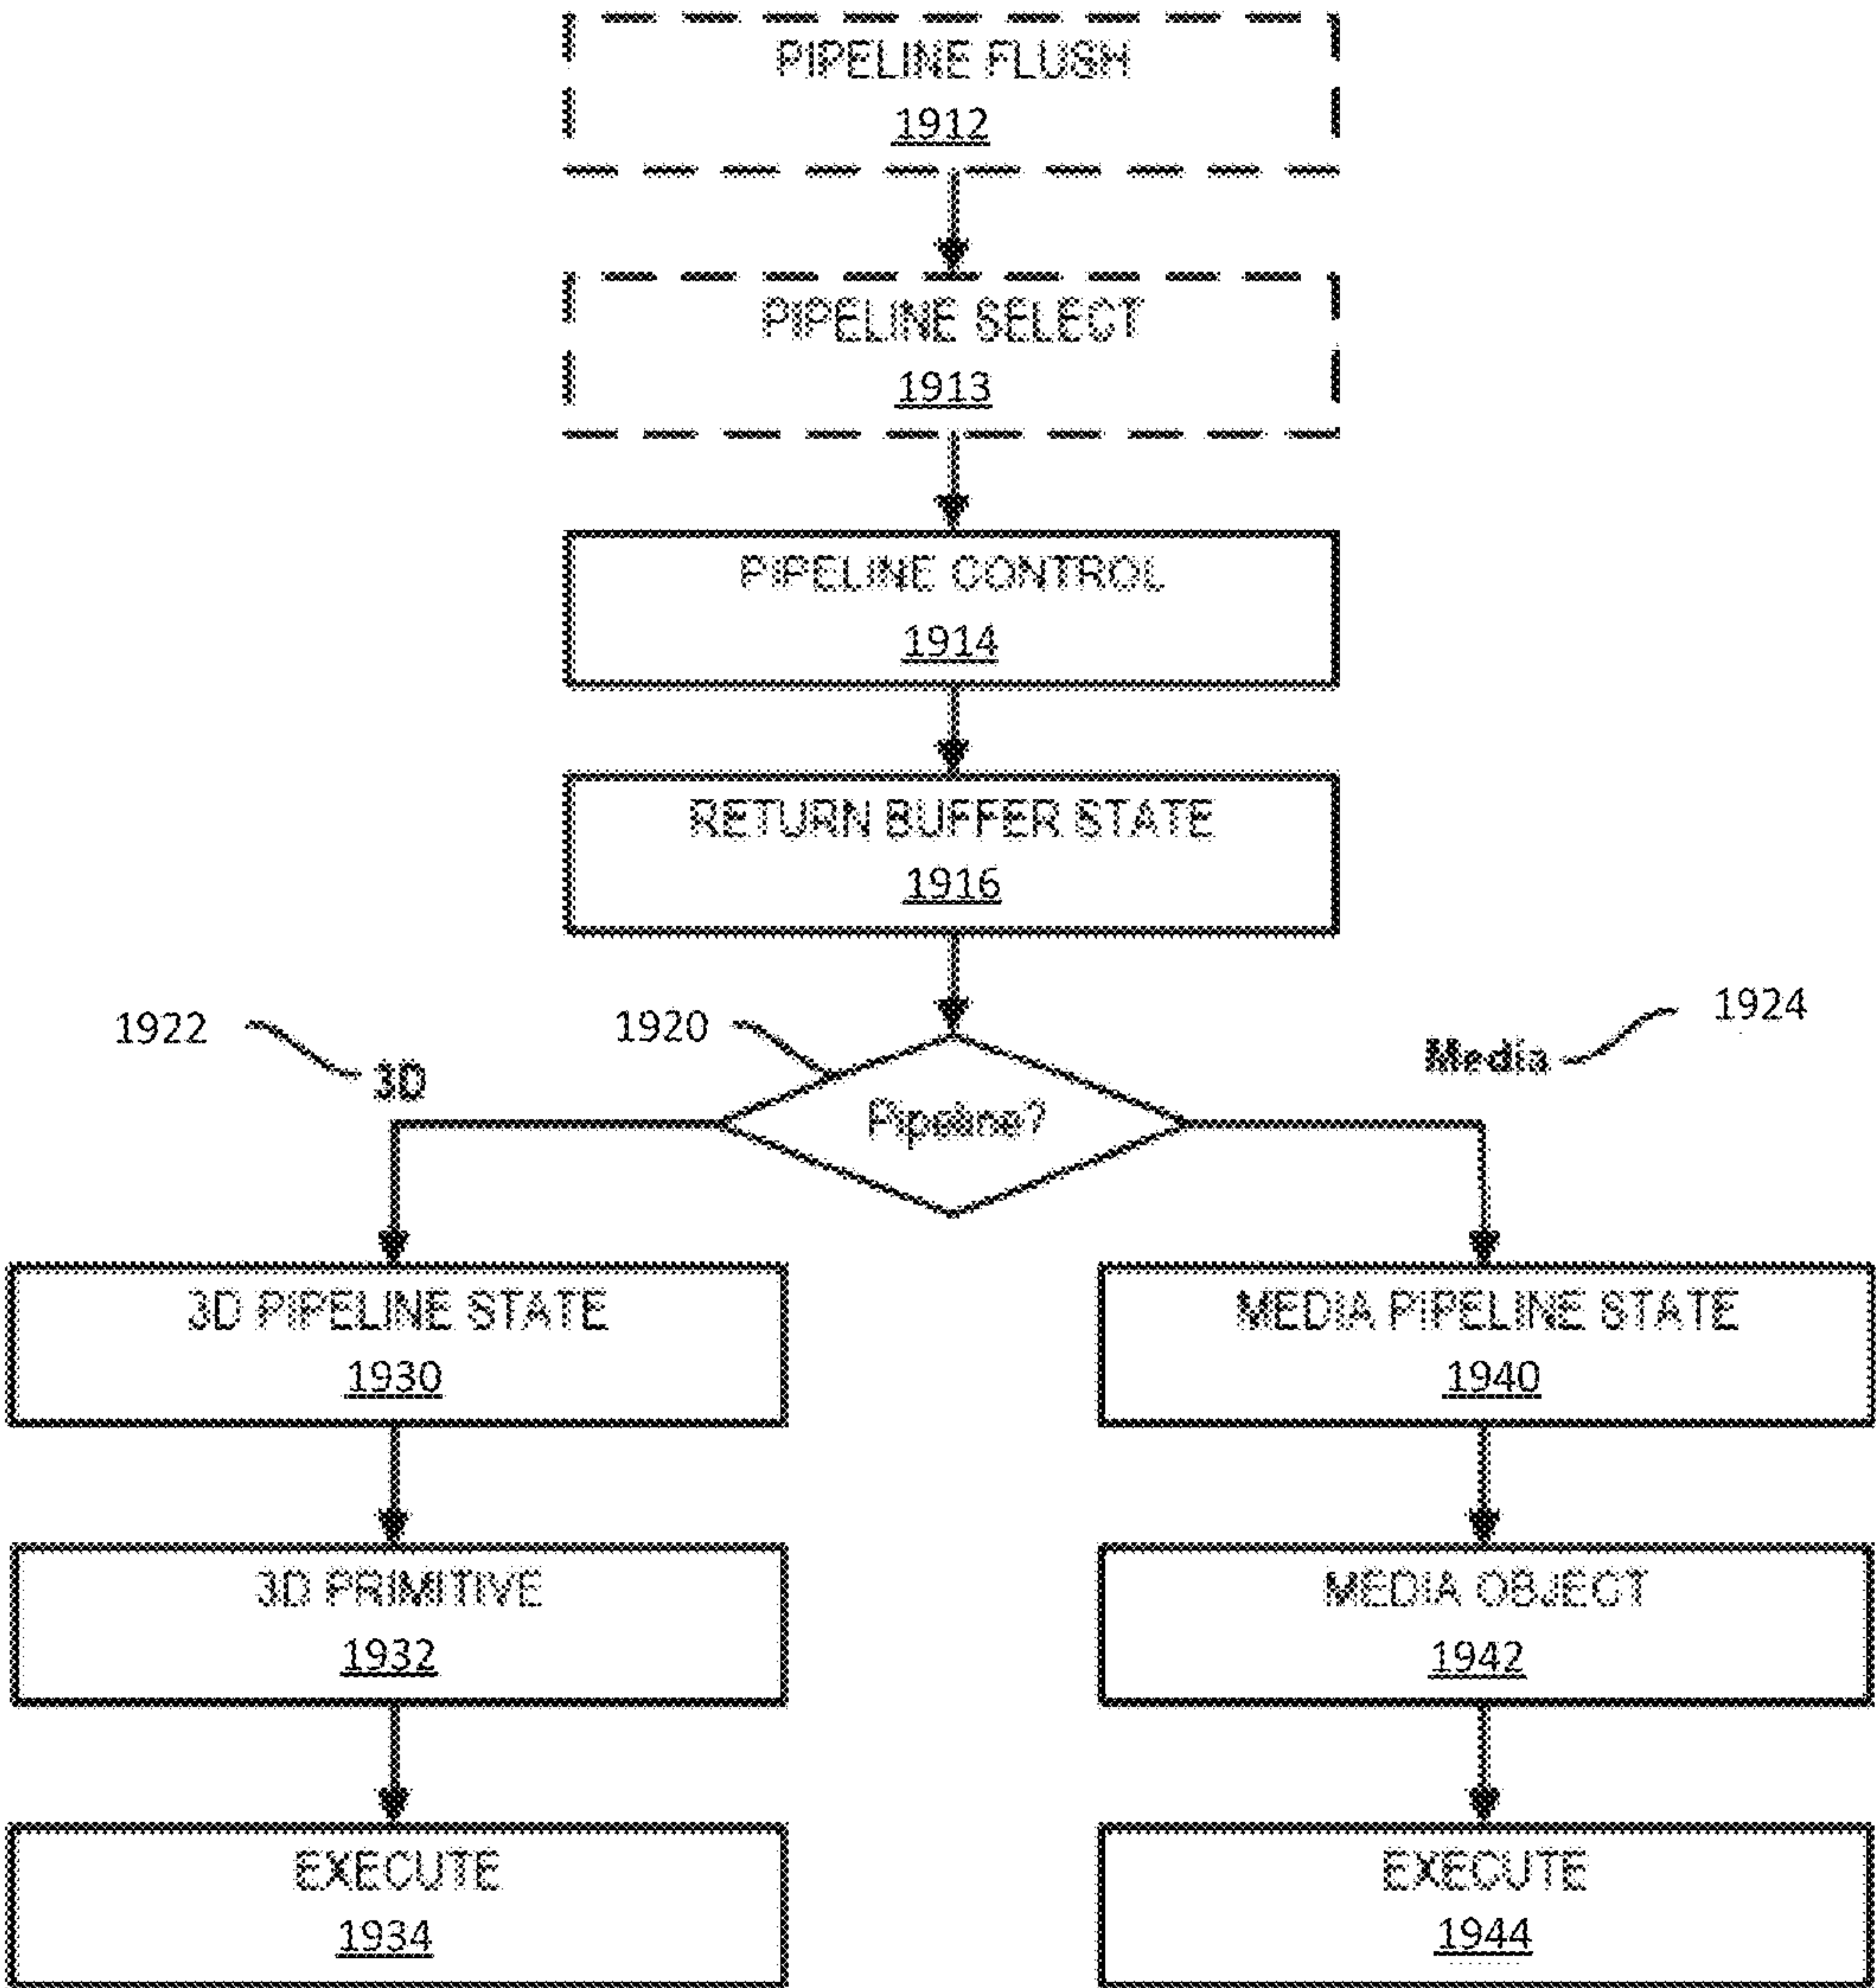 PIPELINE FLUSH
1912
PIPELINE SELECT
1913
PIPELINE CONTROL
1914
RETURN BUFFER STATE
1916
1922
3D
1920
Pipeline?
Media
1924
3D PIPELINE STATE
1930
MEDIA PIPELINE STATE
1940
3D PRIMITIVE
1932
MEDIA OBJECT
1942
EXECUTE
1934
EXECUTE
1944